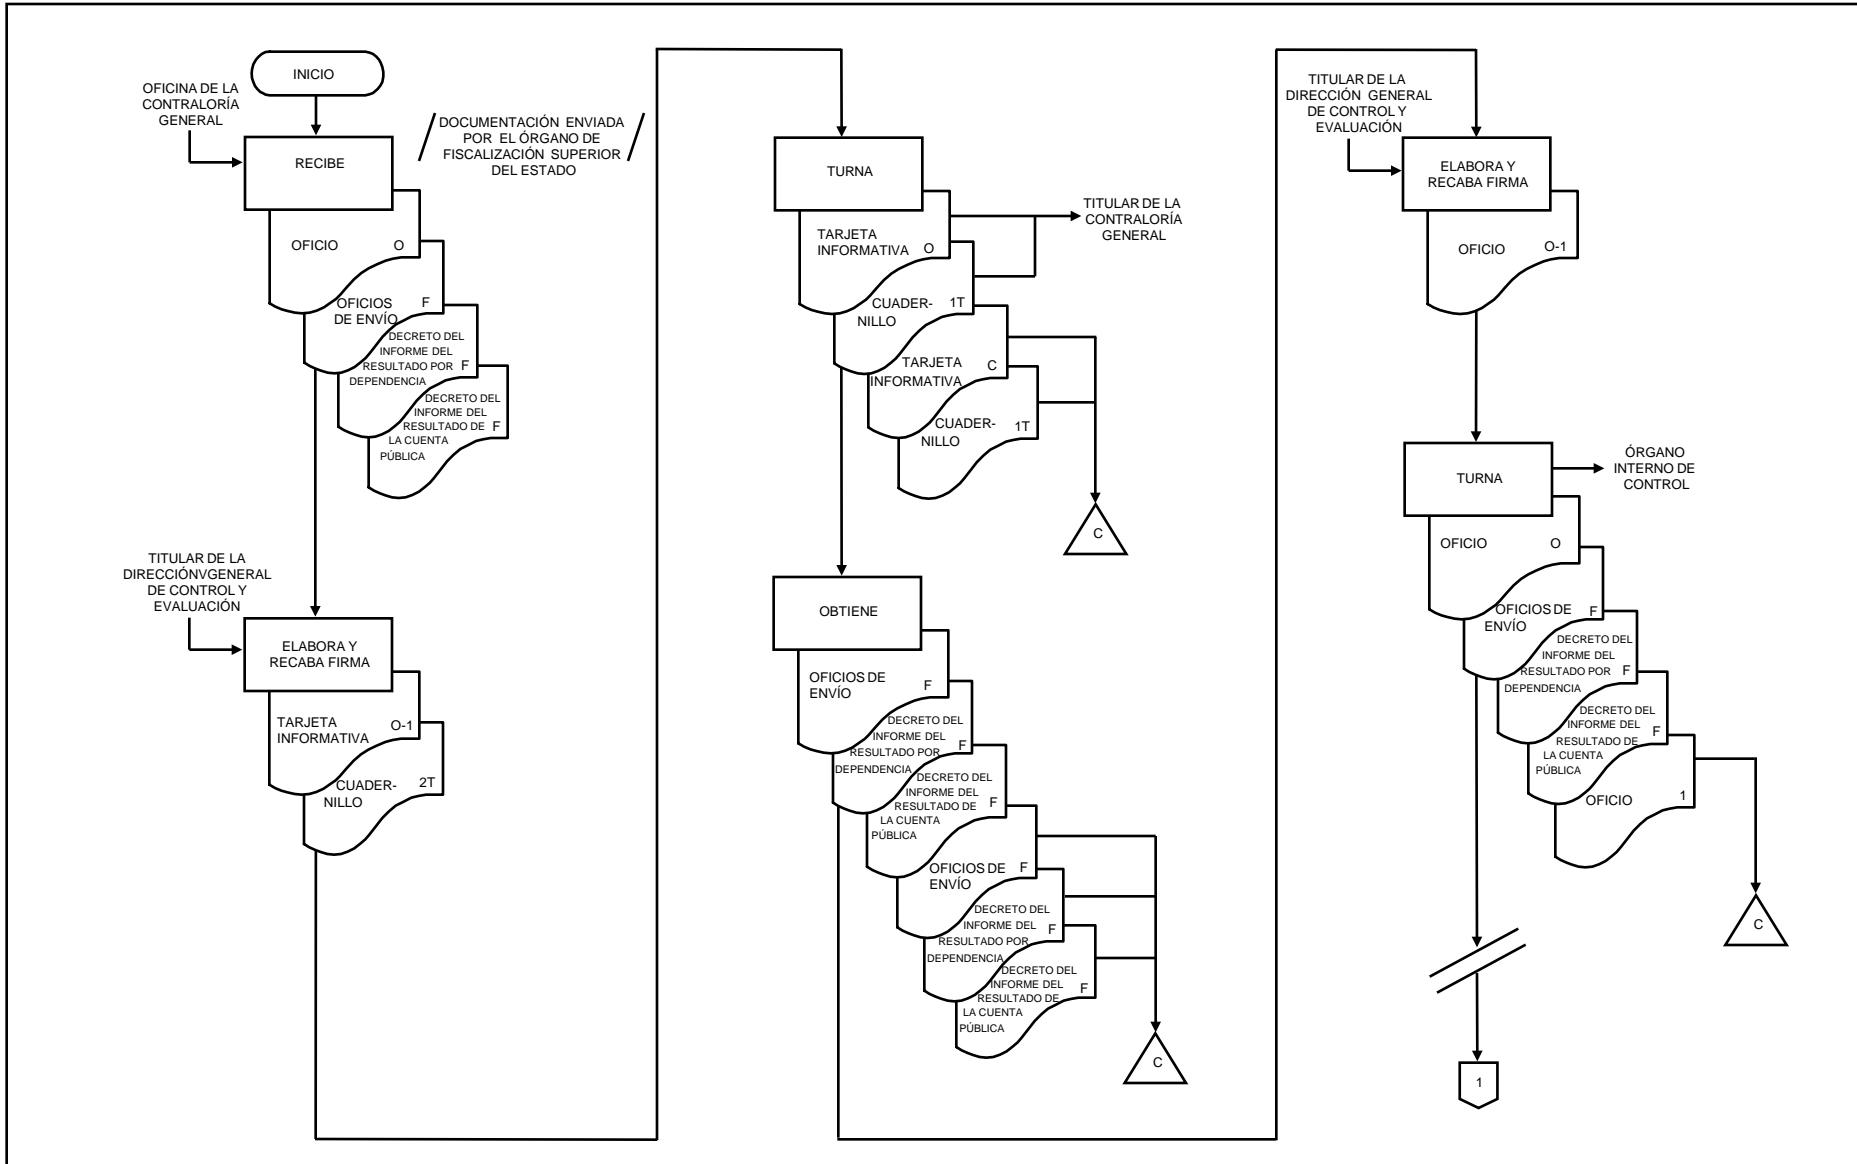 INICIO
OFICINA DE LA
CONTRALORÍA
GENERAL
RECIBE
DOCUMENTACIÓN ENVIADA
POR EL ÓRGANO DE
FISCALIZACIÓN SUPERIOR
DEL ESTADO
OFICIO O
OFICIOS F
DE ENVÍO
DECRETO DEL
INFORME DEL
RESULTADO POR F
DEPENDENCIA
DECRETO DEL
INFORME DEL
RESULTADO DE F
LA CUENTA
PÚBLICA
TITULAR DE LA
DIRECCIÓNVGENERAL
DE CONTROL Y
EVALUACIÓN
ELABORA Y
RECABA FIRMA
TARJETA
INFORMATIVA O-1
CUADER-
NILLO 2T
TURNA
TARJETA
INFORMATIVA O
TITULAR DE LA
CONTRALORÍA
GENERAL
CUADER- 1T
NILLO
TARJETA
INFORMATIVA C
CUADER-
NILLO 1T
C
OBTIENE
OFICIOS DE
ENVÍO F
DECRETO DEL
INFORME DEL
RESULTADO POR F
DEPENDENCIA
DECRETO DEL
INFORME DEL
RESULTADO DE F
LA CUENTA
PÚBLICA
OFICIOS DE F
ENVÍO
DECRETO DEL
INFORME DEL
RESULTADO POR F
DEPENDENCIA
DECRETO DEL
INFORME DEL
RESULTADO DE F
LA CUENTA
PÚBLICA
C
TITULAR DE LA
DIRECCIÓN GENERAL
DE CONTROL Y
EVALUACIÓN
ELABORA Y
RECABA FIRMA
OFICIO O-1
TURNA
ÓRGANO
INTERNO DE
CONTROL
OFICIO O
OFICIOS DE F
ENVÍO
DECRETO DEL
INFORME DEL
RESULTADO POR F
DEPENDENCIA
DECRETO DEL
INFORME DEL
RESULTADO DE F
LA CUENTA
PÚBLICA
OFICIO 1
C
1